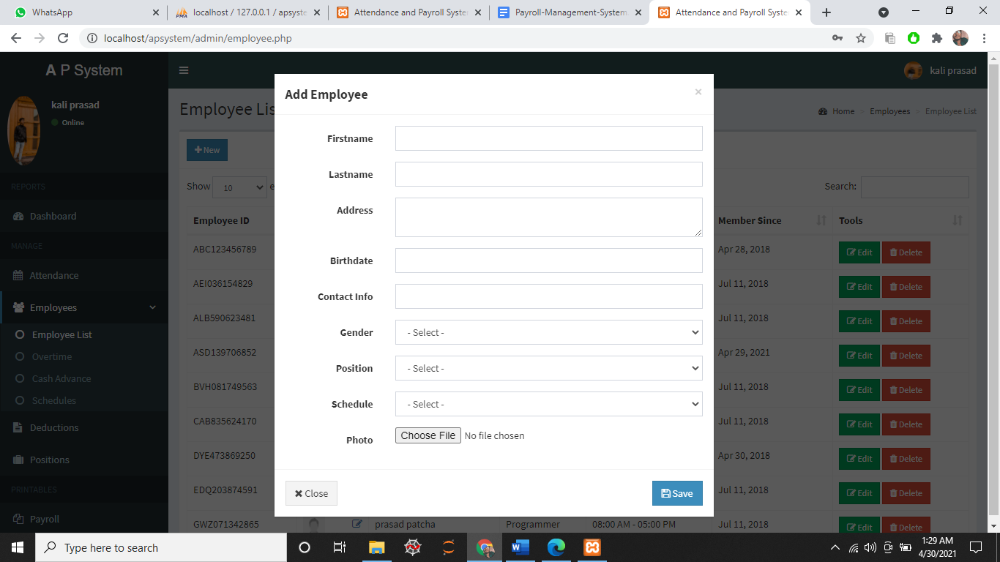 WhatsApp
localhost / 127.0.0.1 / apsyste
Attendance and Payroll Syste
Payroll-Management-System
Attendance and Payroll Syste
localhost/apsystem/admin/employee.php
A P System
kali prasad
kali prasad
Online
Employee Lis
Home > Employees > Employee List
REPORTS
Dashboard
MANAGE
Attendance
Employees
Employee List
Overtime
Cash Advance
Schedules
Deductions
Positions
PRINTABLES
Payroll
New
Show 10 e
Search:
Employee ID
Member Since
Tools
ABC123456789
Apr 28, 2018
Edit
Delete
AEI036154829
Jul 11, 2018
Edit
Delete
ALB590623481
Jul 11, 2018
Edit
Delete
ASD139706852
Apr 29, 2021
Edit
Delete
BVH081749563
Jul 11, 2018
Edit
Delete
CAB835624170
Jul 11, 2018
Edit
Delete
DYE473869250
Apr 30, 2018
Edit
Delete
EDQ203874591
Jul 11, 2018
Edit
Delete
GWZ071342865
prasad patcha
Programmer
08:00 AM - 05:00 PM
Jul 11, 2018
Edit
Delete
Add Employee
×
Firstname
Lastname
Address
Birthdate
Contact Info
Gender
- Select -
Position
- Select -
Schedule
- Select -
Photo
Choose File No file chosen
Close
Save
Type here to search
1:29 AM
4/30/2021